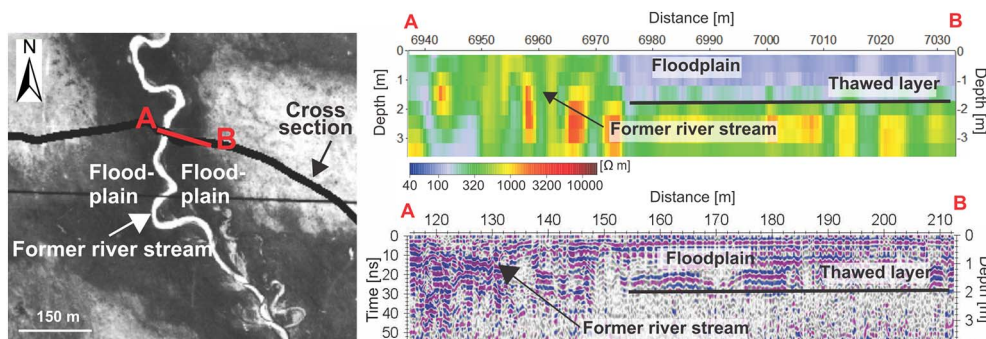 N
A
B
Cross
section
Flood-
plain
Flood-
plain
Former river stream
150 m
A
Distance [m]
B
6940 6950 6960 6970 6980 6990 7000 7010 7020 7030
Depth [m]
0
1
2
3
Floodplain
Thawed layer
Former river stream
0
1
2
3
Depth [m]
40 100 320 1000 3200 10000
[Ω m]
A
Distance [m]
B
120 130 140 150 160 170 180 190 200 210
Time [ns]
0
10
20
30
40
50
Floodplain
Thawed layer
Former river stream
0
1
2
3
Depth [m]